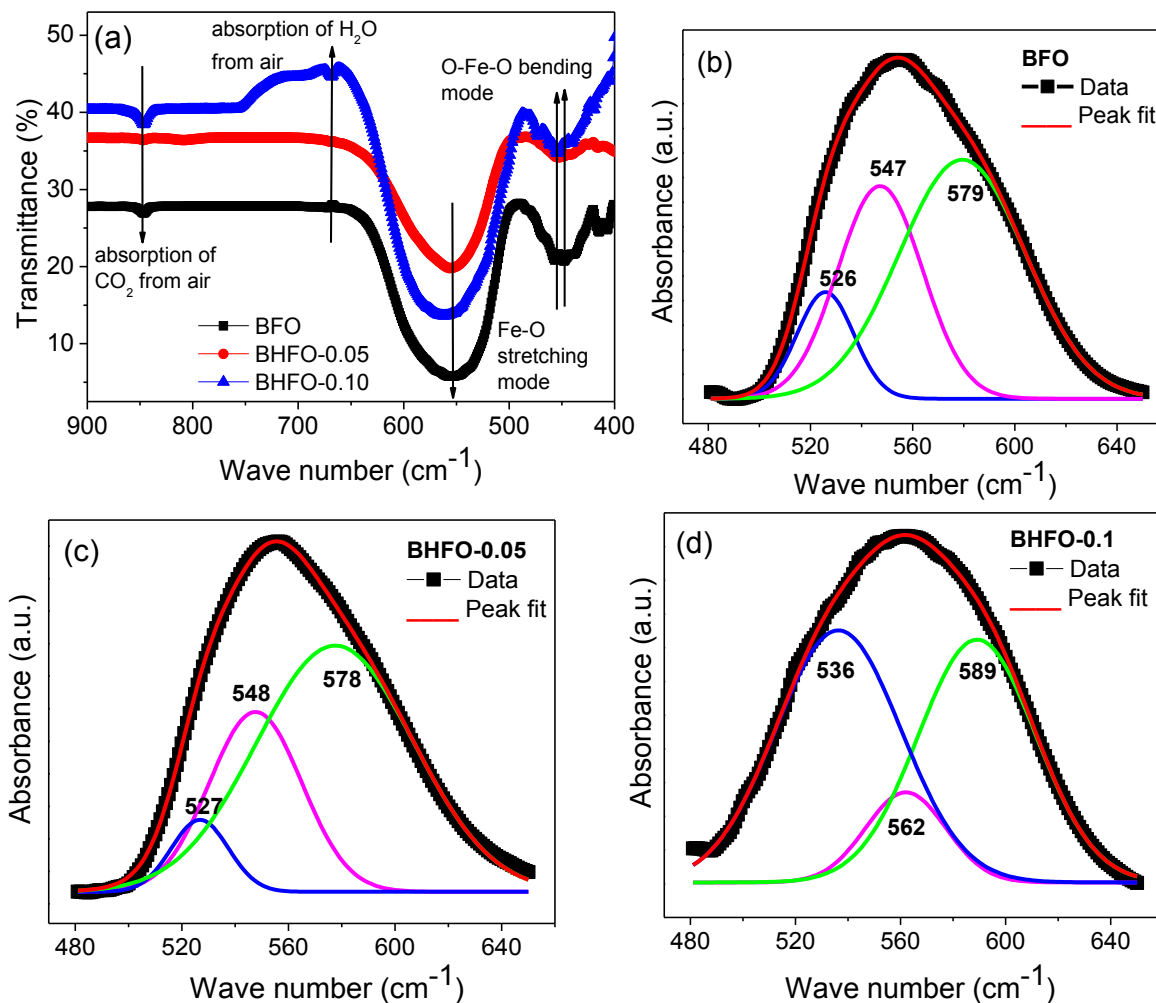 (a)
absorption of H2O
from air
O-Fe-O bending
mode
absorption of
CO2 from air
BFO
BHFO-0.05
BHFO-0.10
Fe-O
stretching
mode
Transmittance (%)
50
40
30
20
10
900 800 700 600 500 400
Wave number (cm-1)
(b)
BFO
Data
Peak fit
547
579
526
Absorbance (a.u.)
480 520 560 600 640
Wave number (cm-1)
(c)
BHFO-0.05
Data
Peak fit
548
578
527
Absorbance (a.u.)
480 520 560 600 640
Wave number (cm-1)
(d)
BHFO-0.1
Data
Peak fit
536
589
562
Absorbance (a.u.)
480 520 560 600 640
Wave number (cm-1)